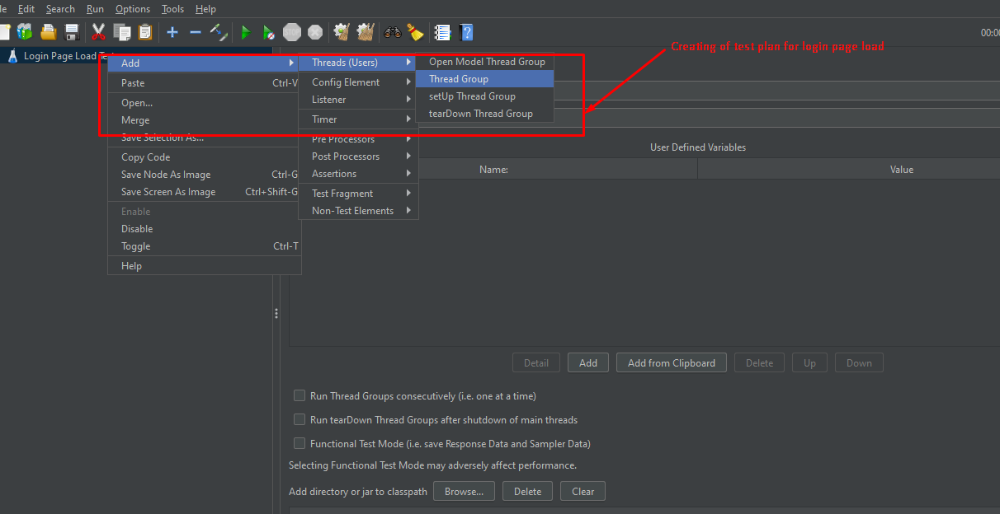 le Edit Search Run Options Tools Help
STOP
00:00
Login Page Load Te
Creating of test plan for login page load
Add
Paste Ctrl-V
Open...
Merge
Save Selection As...
Copy Code
Save Node As Image Ctrl-G
Save Screen As Image Ctrl+Shift-G
Enable
Disable
Toggle Ctrl-T
Help
Threads (Users)
Config Element
Listener
Timer
Pre Processors
Post Processors
Assertions
Test Fragment
Non-Test Elements
Open Model Thread Group
Thread Group
setUp Thread Group
tearDown Thread Group
User Defined Variables
Name: Value
Detail Add Add from Clipboard Delete Up Down
Run Thread Groups consecutively (i.e. one at a time)
Run tearDown Thread Groups after shutdown of main threads
Functional Test Mode (i.e. save Response Data and Sampler Data)
Selecting Functional Test Mode may adversely affect performance.
Add directory or jar to classpath Browse... Delete Clear